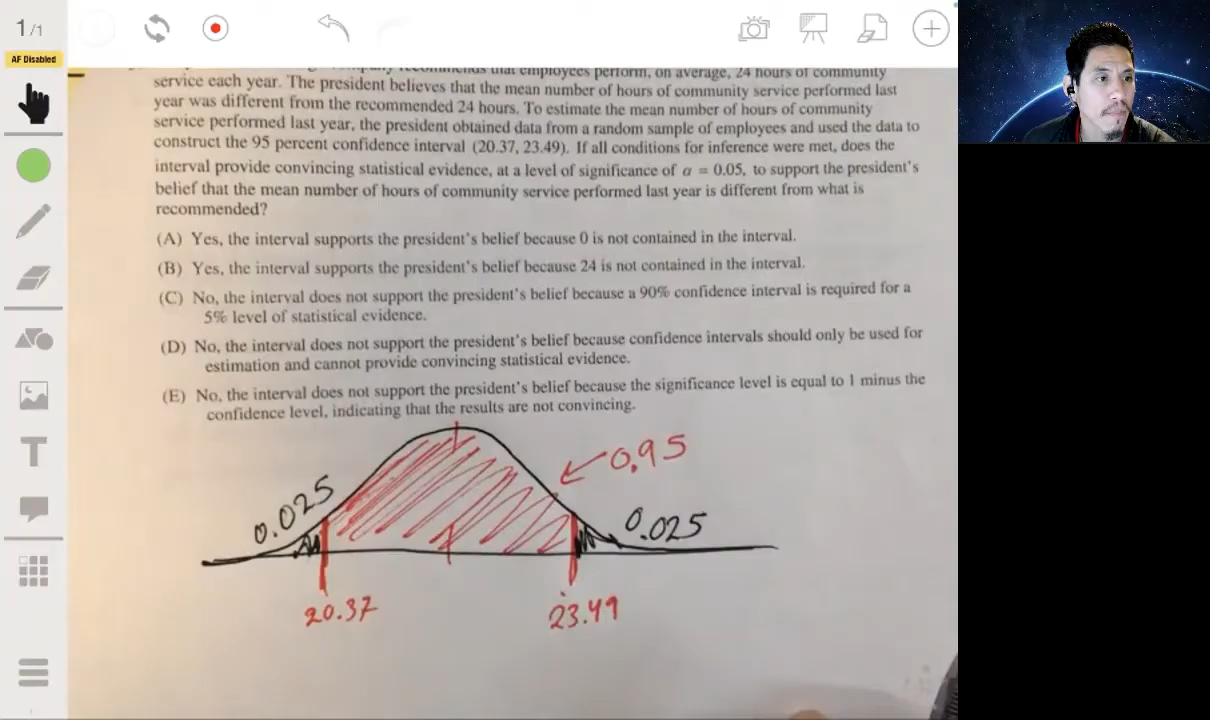 1/1
AF Disabled
recommends that employees perform, on average, 24 hours of community
service each year. The president believes that the mean number of hours of community service performed last
year was different from the recommended 24 hours. To estimate the mean number of hours of community
service performed last year, the president obtained data from a random sample of employees and used the data to
construct the 95 percent confidence interval (20.37, 23.49). If all conditions for inference were met, does the
interval provide convincing statistical evidence, at a level of significance of α = 0.05, to support the president's
belief that the mean number of hours of community service performed last year is different from what is
recommended?
(A) Yes, the interval supports the president's belief because 0 is not contained in the interval.
(B) Yes, the interval supports the president's belief because 24 is not contained in the interval.
(C) No, the interval does not support the president's belief because a 90% confidence interval is required for a
5% level of statistical evidence.
(D) No, the interval does not support the president's belief because confidence intervals should only be used for
estimation and cannot provide convincing statistical evidence.
(E) No, the interval does not support the president's belief because the significance level is equal to 1 minus the
confidence level, indicating that the results are not convincing.
0.95
0.025
0.025
20.37
23.49
T